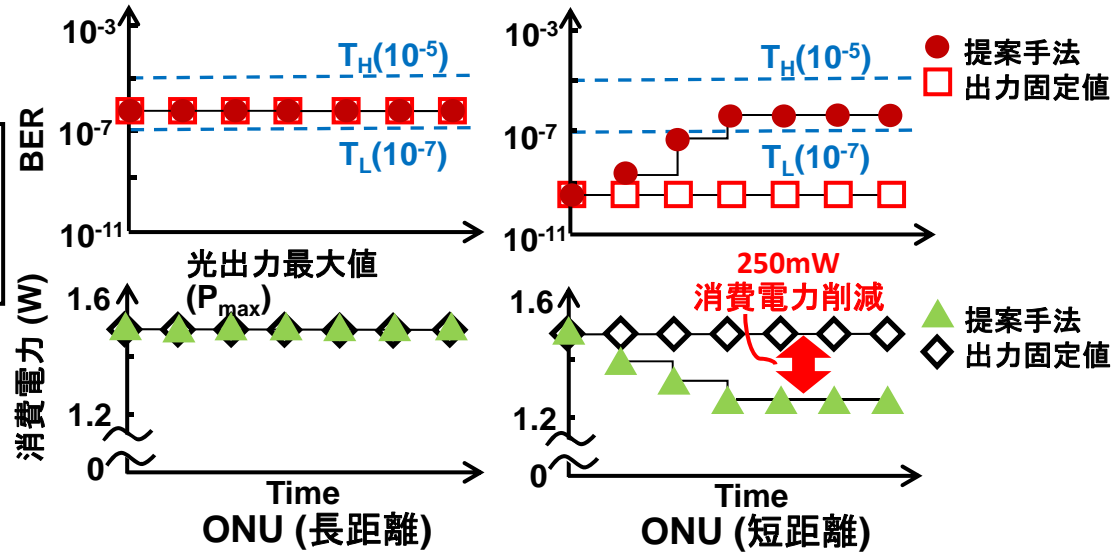 10-3
TH(10-5)
BER
10-7
TL(10-7)
10-11
10-3
TH(10-5)
10-7
TL(10-7)
10-11
提案手法
出力固定値
光出力最大値
(Pmax)
消費電力 (W)
1.6
1.2
0
Time
ONU (長距離)
250mW
消費電力削減
1.6
1.2
0
Time
ONU (短距離)
提案手法
出力固定値